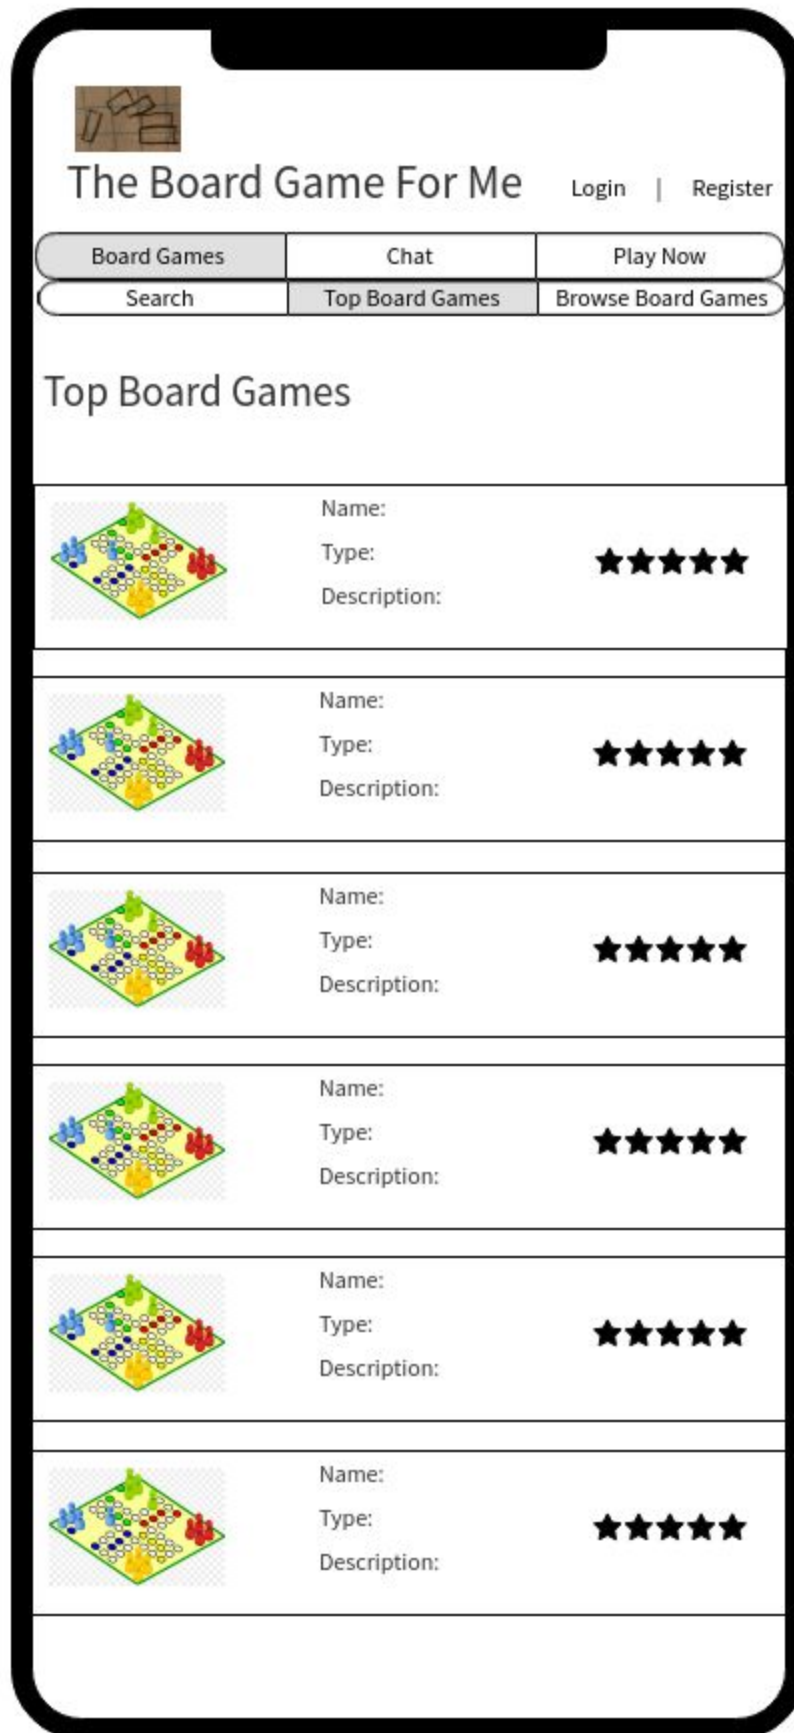 The Board Game For Me
Login | Register
Board Games Chat Play Now
Search Top Board Games Browse Board Games
Top Board Games
Name:
Type:
Description:
Name:
Type:
Description:
Name:
Type:
Description:
Name:
Type:
Description:
Name:
Type:
Description:
Name:
Type:
Description: